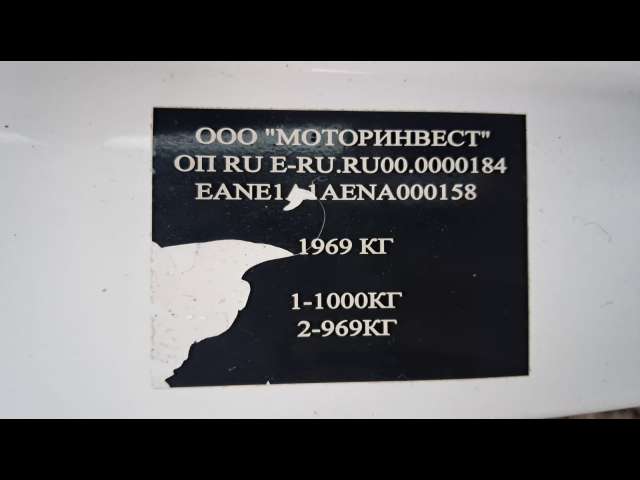 ООО "МОТОРИНВЕСТ"
ОП RU E-RU.RU00.0000184
1969 КГ
1-1000КГ
2-969КГ